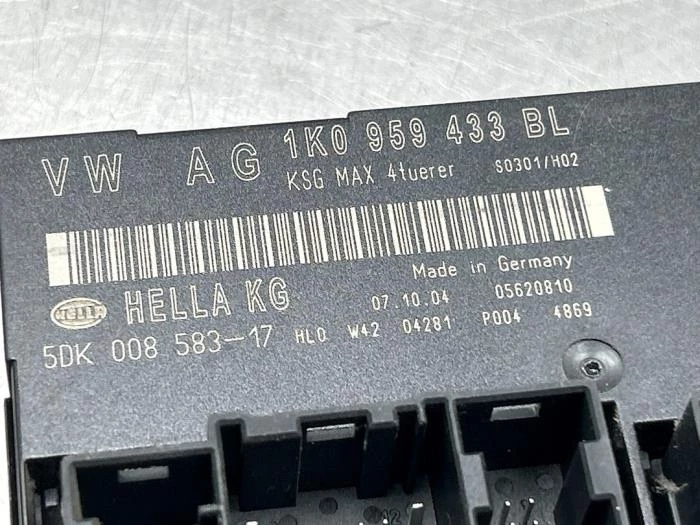 VW AG 1K0 959 433 BL
KSG MAX 4tuerer S0301/H02
Made in Germany
HELLA HELLA KG 07.10.04 05620810
5DK 008 583-17 HLO W42 04281 P004 4869